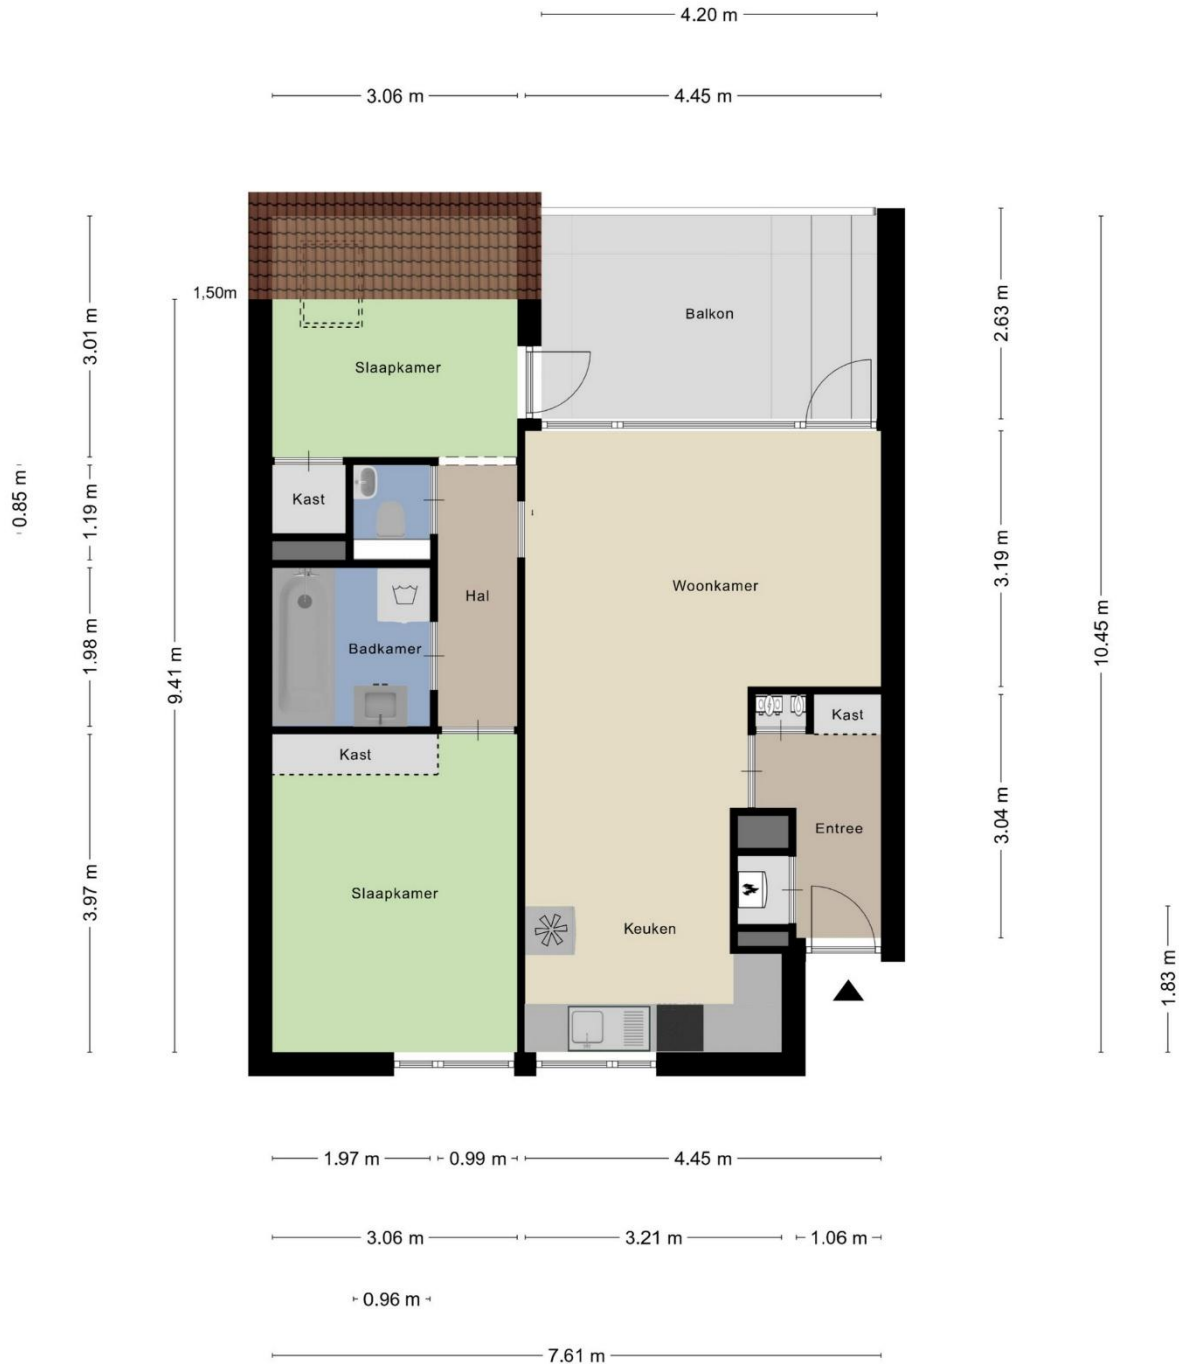 4.20 m
3.06 m
4.45 m
1,50m
3.01 m
2.63 m
Balkon
Slaapkamer
0.85 m
1.19 m
Kast
3.19 m
Woonkamer
Hal
10.45 m
1.98 m
9.41 m
Badkamer
Kast
Kast
3.04 m
Entree
3.97 m
Slaapkamer
Keuken
1.83 m
1.97 m
0.99 m
4.45 m
3.06 m
3.21 m
1.06 m
0.96 m
7.61 m